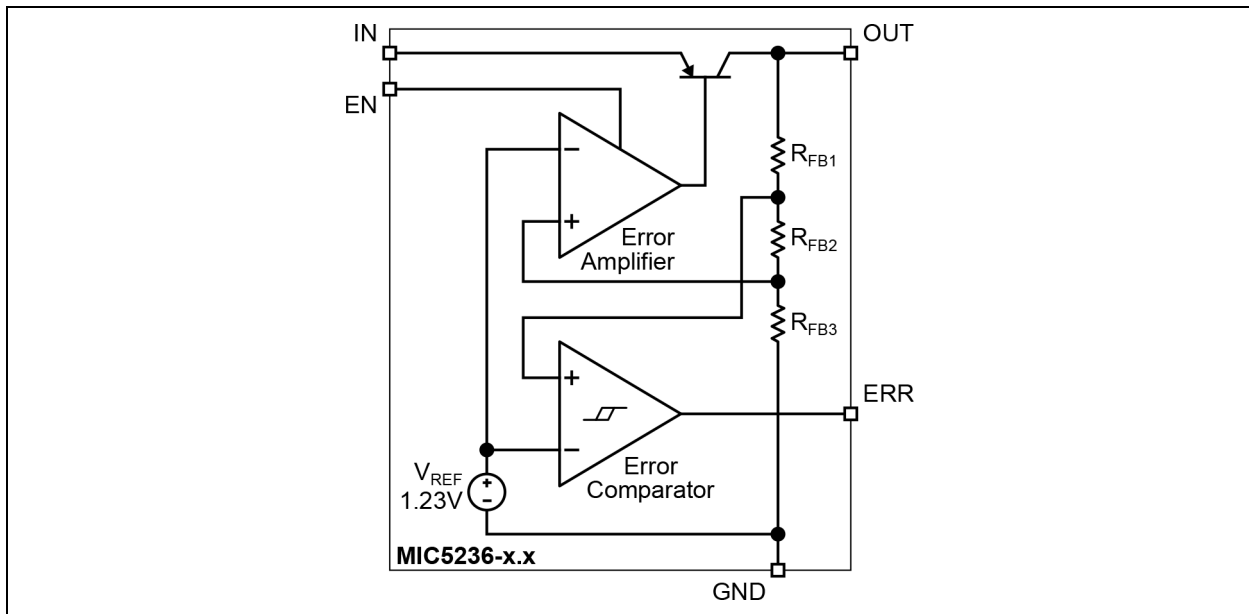 IN
OUT
EN
−
+
Error
Amplifier
R_FB1
R_FB2
R_FB3
+
−
Error
Comparator
ERR
V_REF
1.23V
+
−
MIC5236-x.x
GND